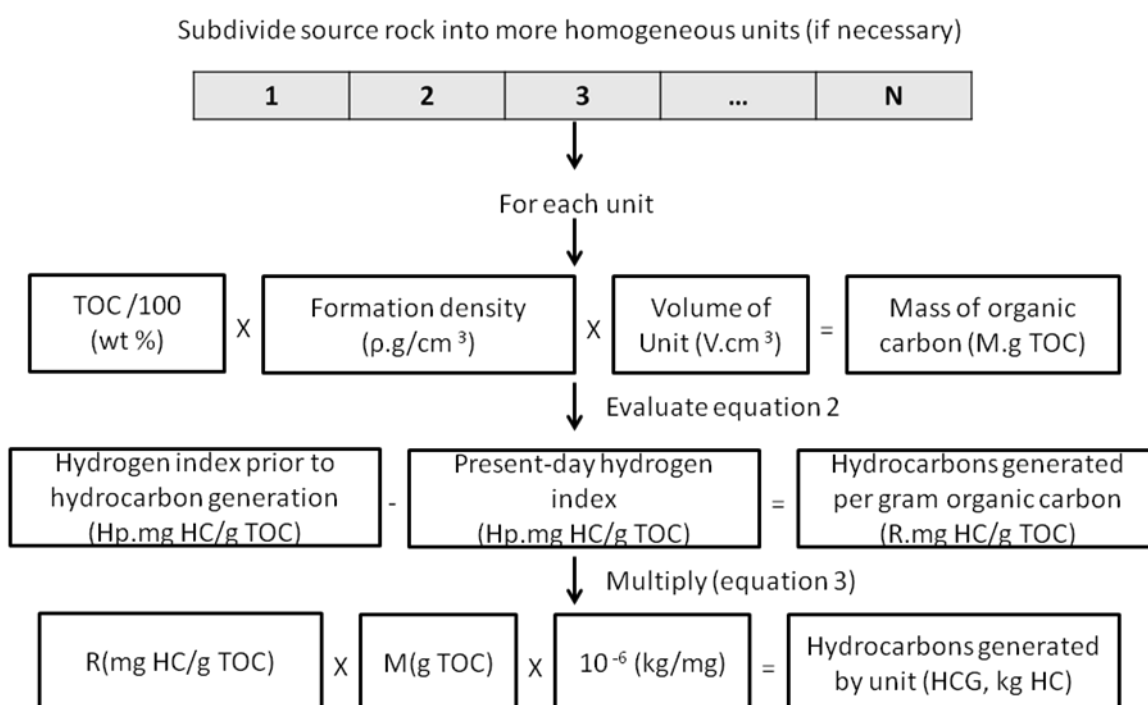 Subdivide source rock into more homogeneous units (if necessary)
1 2 3 ... N
For each unit
TOC /100
(wt %)
X
Formation density
(ρ.g/cm³)
X
Volume of
Unit (V.cm³)
=
Mass of organic
carbon (M.g TOC)
Evaluate equation 2
Hydrogen index prior to
hydrocarbon generation
(Hp.mg HC/g TOC)
-
Present-day hydrogen
index
(Hp.mg HC/g TOC)
=
Hydrocarbons generated
per gram organic carbon
(R.mg HC/g TOC)
Multiply (equation 3)
R(mg HC/g TOC)
X
M(g TOC)
X
10⁻⁶ (kg/mg)
=
Hydrocarbons generated
by unit (HCG, kg HC)